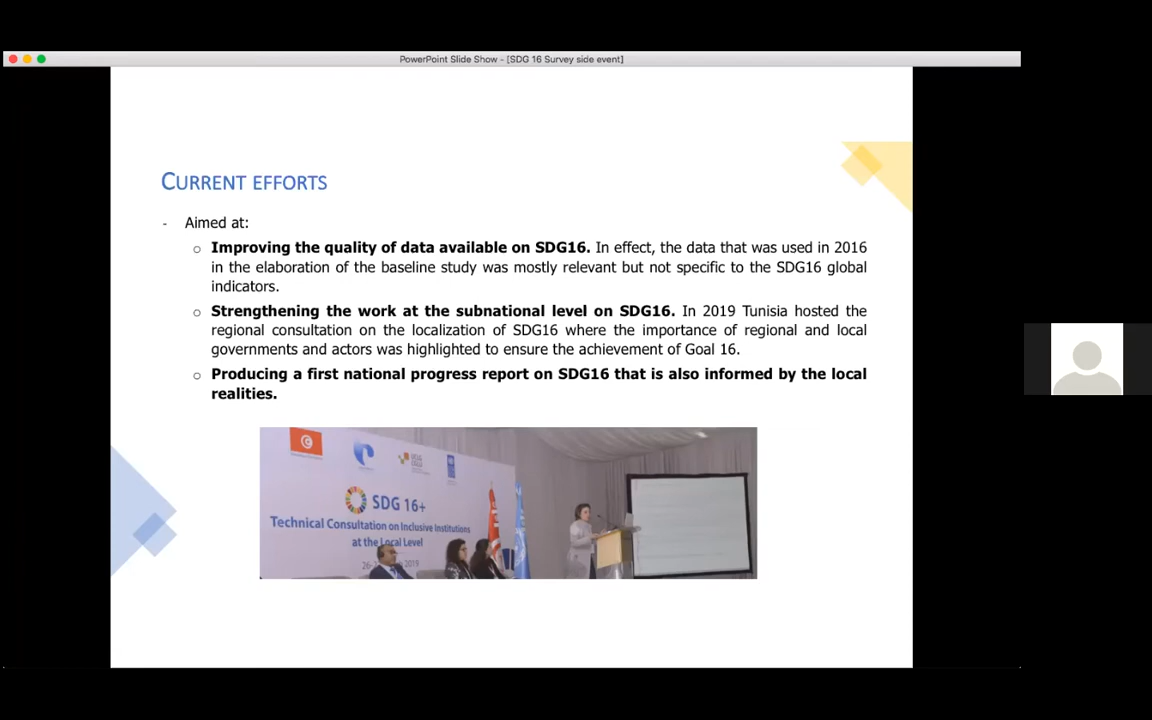 PowerPoint Slide Show - [SDG 16 Survey side event]
CURRENT EFFORTS
- Aimed at:
o Improving the quality of data available on SDG16. In effect, the data that was used in 2016
in the elaboration of the baseline study was mostly relevant but not specific to the SDG16 global
indicators.
o Strengthening the work at the subnational level on SDG16. In 2019 Tunisia hosted the
regional consultation on the localization of SDG16 where the importance of regional and local
governments and actors was highlighted to ensure the achievement of Goal 16.
o Producing a first national progress report on SDG16 that is also informed by the local
realities.
SDG 16+
Technical Consultation on Inclusive Institutions
at the Local Level
2019